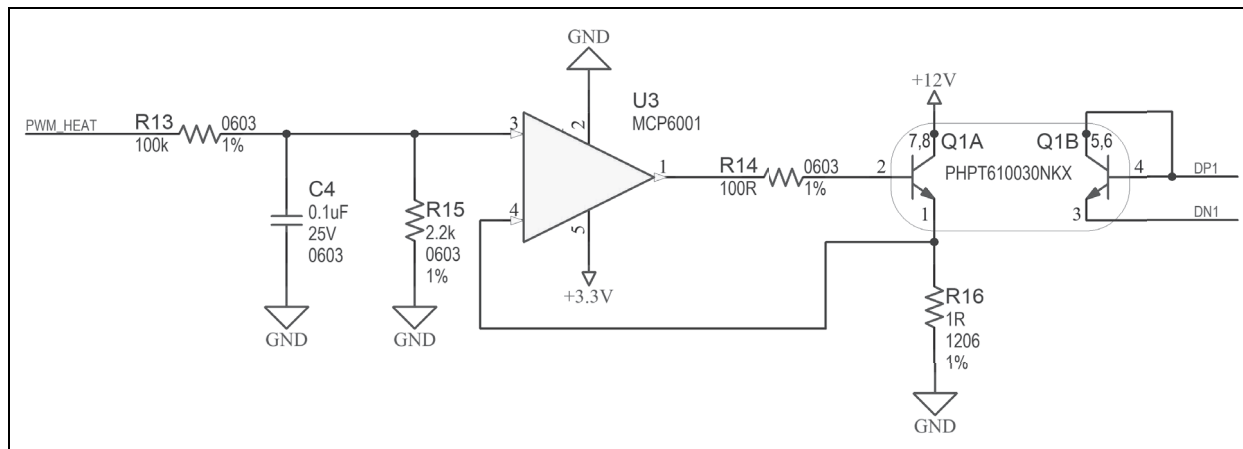 PWM_HEAT
R13
100k
0603
1%
C4
0.1uF
25V
0603
GND
R15
2.2k
0603
1%
GND
GND
U3
MCP6001
3
4
2
5
1
+3.3V
R14
100R
0603
1%
+12V
7,8
Q1A
Q1B
5,6
PHPT610030NKX
2
1
4
3
DP1
DN1
R16
1R
1206
1%
GND